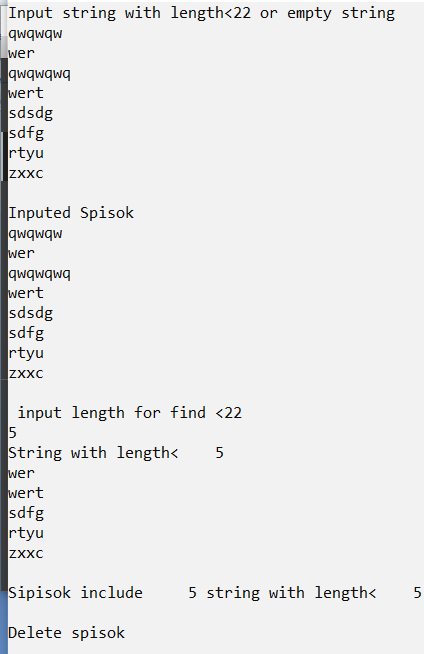 Input string with length<22 or empty string
qwqwqw
wer
qwqwqwq
wert
sdsdg
sdfg
rtyu
zxxc
Inputed Spisok
qwqwqw
wer
qwqwqwq
wert
sdsdg
sdfg
rtyu
zxxc
input length for find <22
5
String with length<    5
wer
wert
sdfg
rtyu
zxxc
Sipisok include     5 string with length<    5
Delete spisok